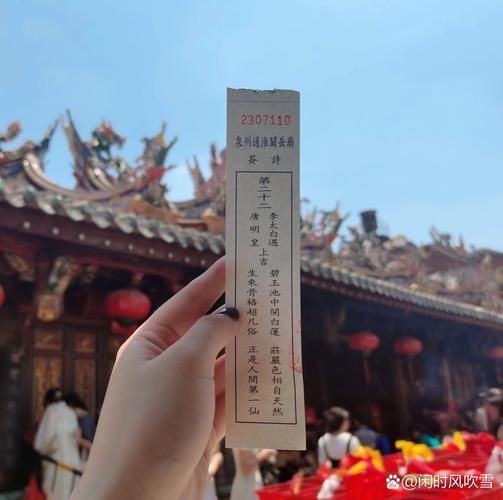 2307110
泉州通淮關岳廟
籤詩
第二十二
李太白遇
唐明皇
上吉
碧玉池中開白蓮
莊嚴色相自天然
生來骨格超凡俗
正是人間第一仙
闲时风吹雪